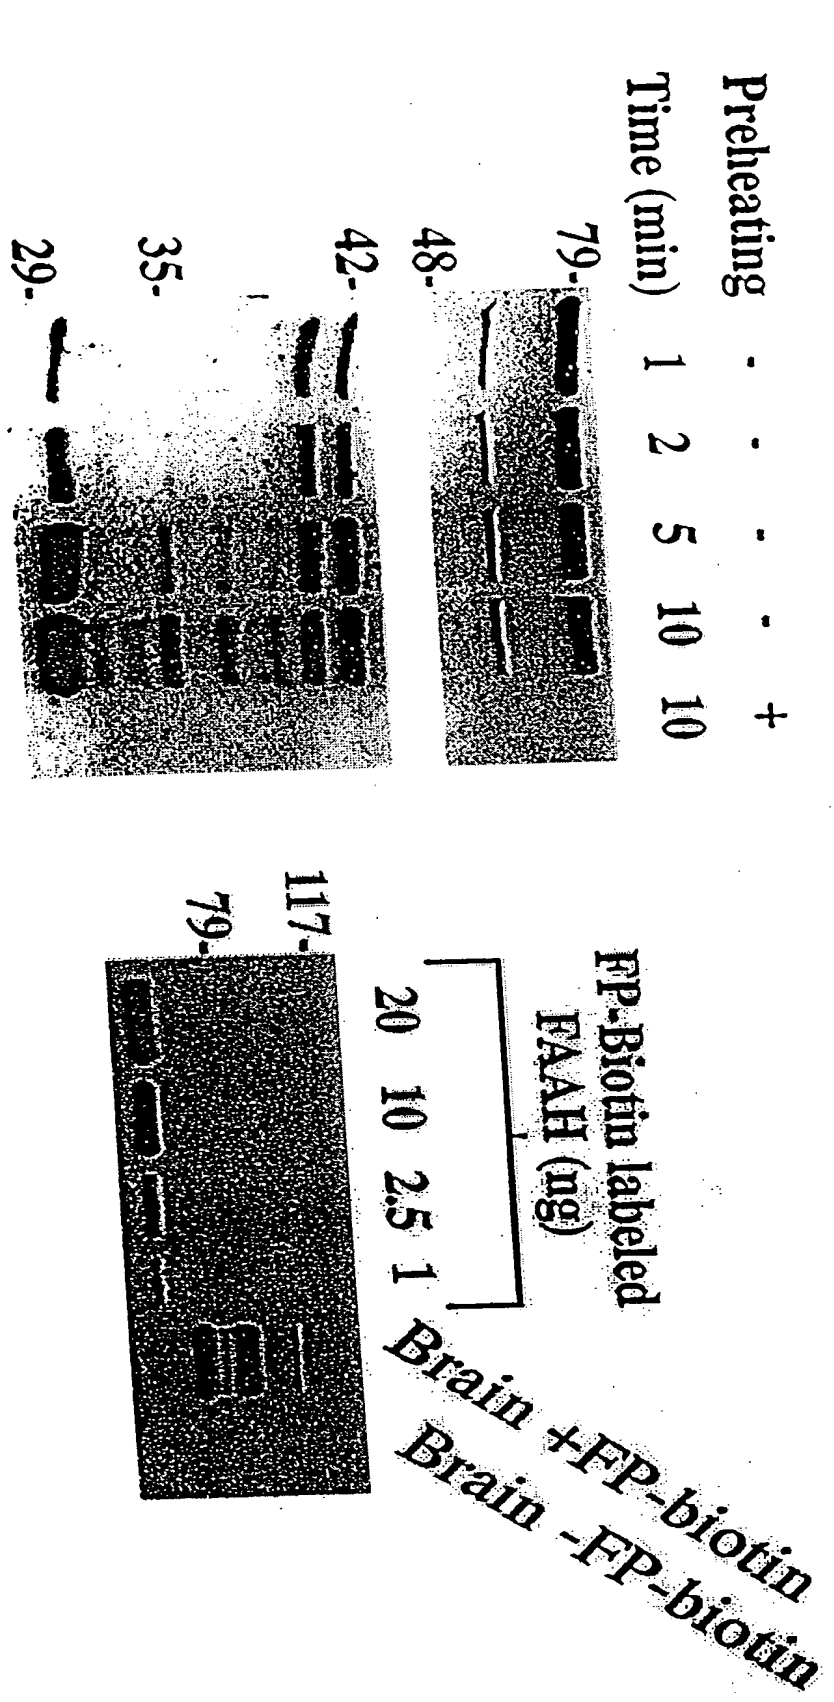 Preheating - - - - +
Time (min) 1 2 5 10 10
79-
48-
42-
35-
29-
FP-Biotin labeled
FAAH (ng)
20 10 2.5 1
Brain +FP-biotin
Brain -FP-biotin
117-
79-